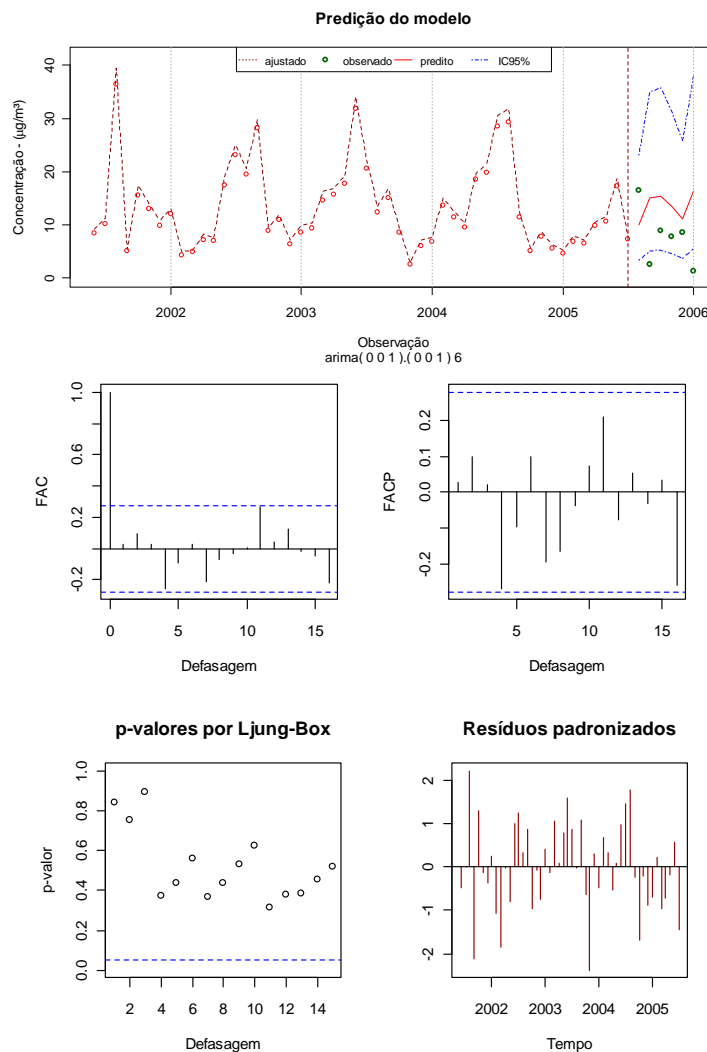 Predição do modelo
ajustado observado predito IC95%
Concentração - (µg/m³)
40
30
20
10
0
2002 2003 2004 2005 2006
Observação
arima( 0 0 1 ).( 0 0 1 ) 6
FAC
1.0
0.6
0.2
-0.2
0 5 10 15
Defasagem
FACP
0.2
0.0
-0.2
5 10 15
Defasagem
p-valores por Ljung-Box
p-valor
1.0
0.8
0.6
0.4
0.2
0.0
2 4 6 8 10 12 14
Defasagem
Resíduos padronizados
2
1
0
-1
-2
2002 2003 2004 2005
Tempo